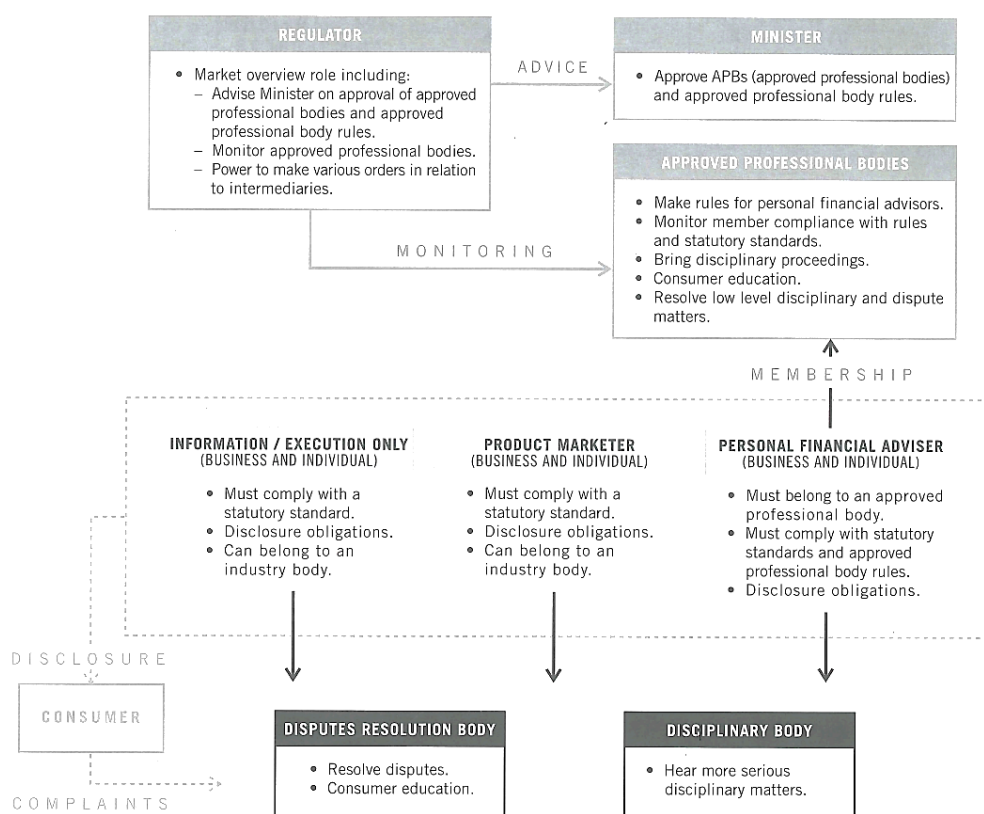 REGULATOR
• Market overview role including:
– Advise Minister on approval of approved
professional bodies and approved
professional body rules.
– Monitor approved professional bodies.
– Power to make various orders in relation
to intermediaries.
ADVICE
MINISTER
• Approve APBs (approved professional bodies)
and approved professional body rules.
MONITORING
APPROVED PROFESSIONAL BODIES
• Make rules for personal financial advisors.
• Monitor member compliance with rules
and statutory standards.
• Bring disciplinary proceedings.
• Consumer education.
• Resolve low level disciplinary and dispute
matters.
MEMBERSHIP
INFORMATION / EXECUTION ONLY
(BUSINESS AND INDIVIDUAL)
• Must comply with a
statutory standard.
• Disclosure obligations.
• Can belong to an
industry body.
PRODUCT MARKETER
(BUSINESS AND INDIVIDUAL)
• Must comply with a
statutory standard.
• Disclosure obligations.
• Can belong to an
industry body.
PERSONAL FINANCIAL ADVISER
(BUSINESS AND INDIVIDUAL)
• Must belong to an approved
professional body.
• Must comply with statutory
standards and approved
professional body rules.
• Disclosure obligations.
DISCLOSURE
CONSUMER
COMPLAINTS
DISPUTES RESOLUTION BODY
• Resolve disputes.
• Consumer education.
DISCIPLINARY BODY
• Hear more serious
disciplinary matters.